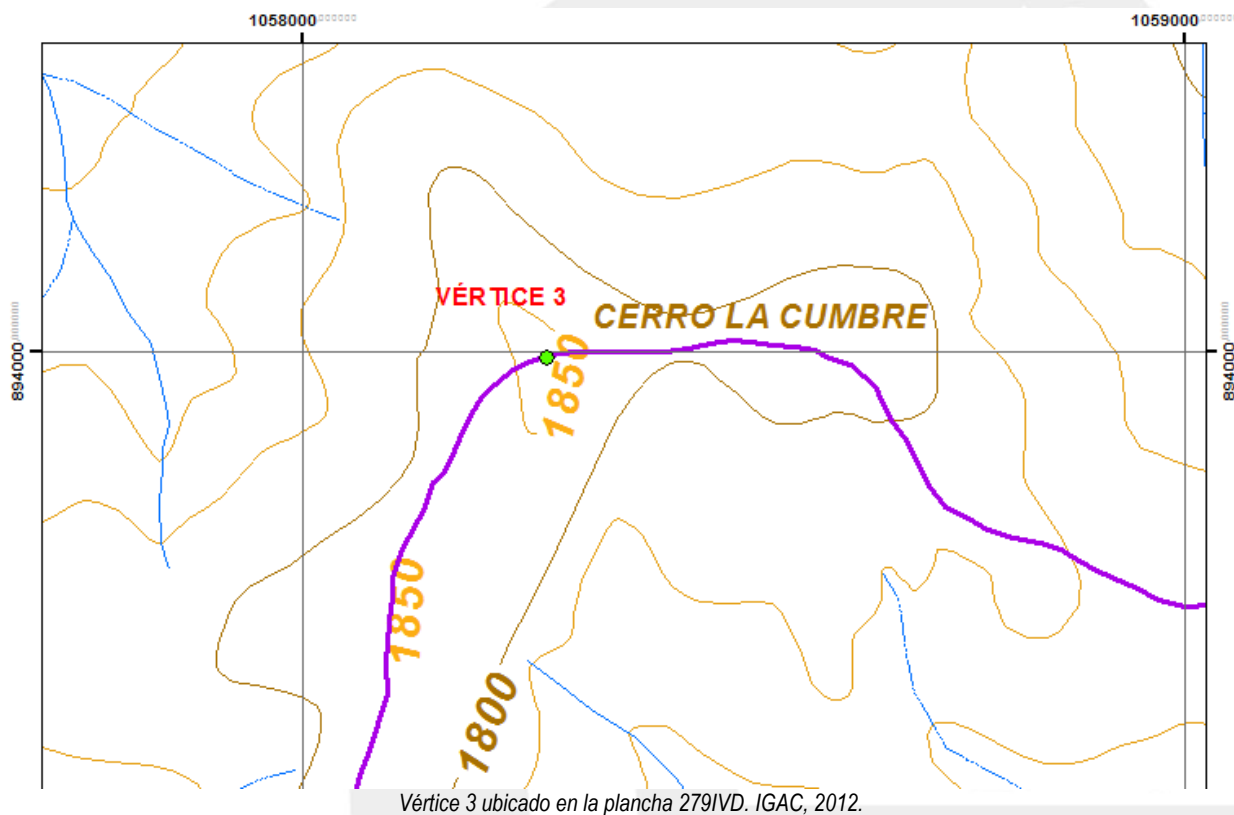 1058000 1059000
VÉRTICE 3
CERRO LA CUMBRE
894000 894000
1850
1850
1800
Vértice 3 ubicado en la plancha 279IVD. IGAC, 2012.